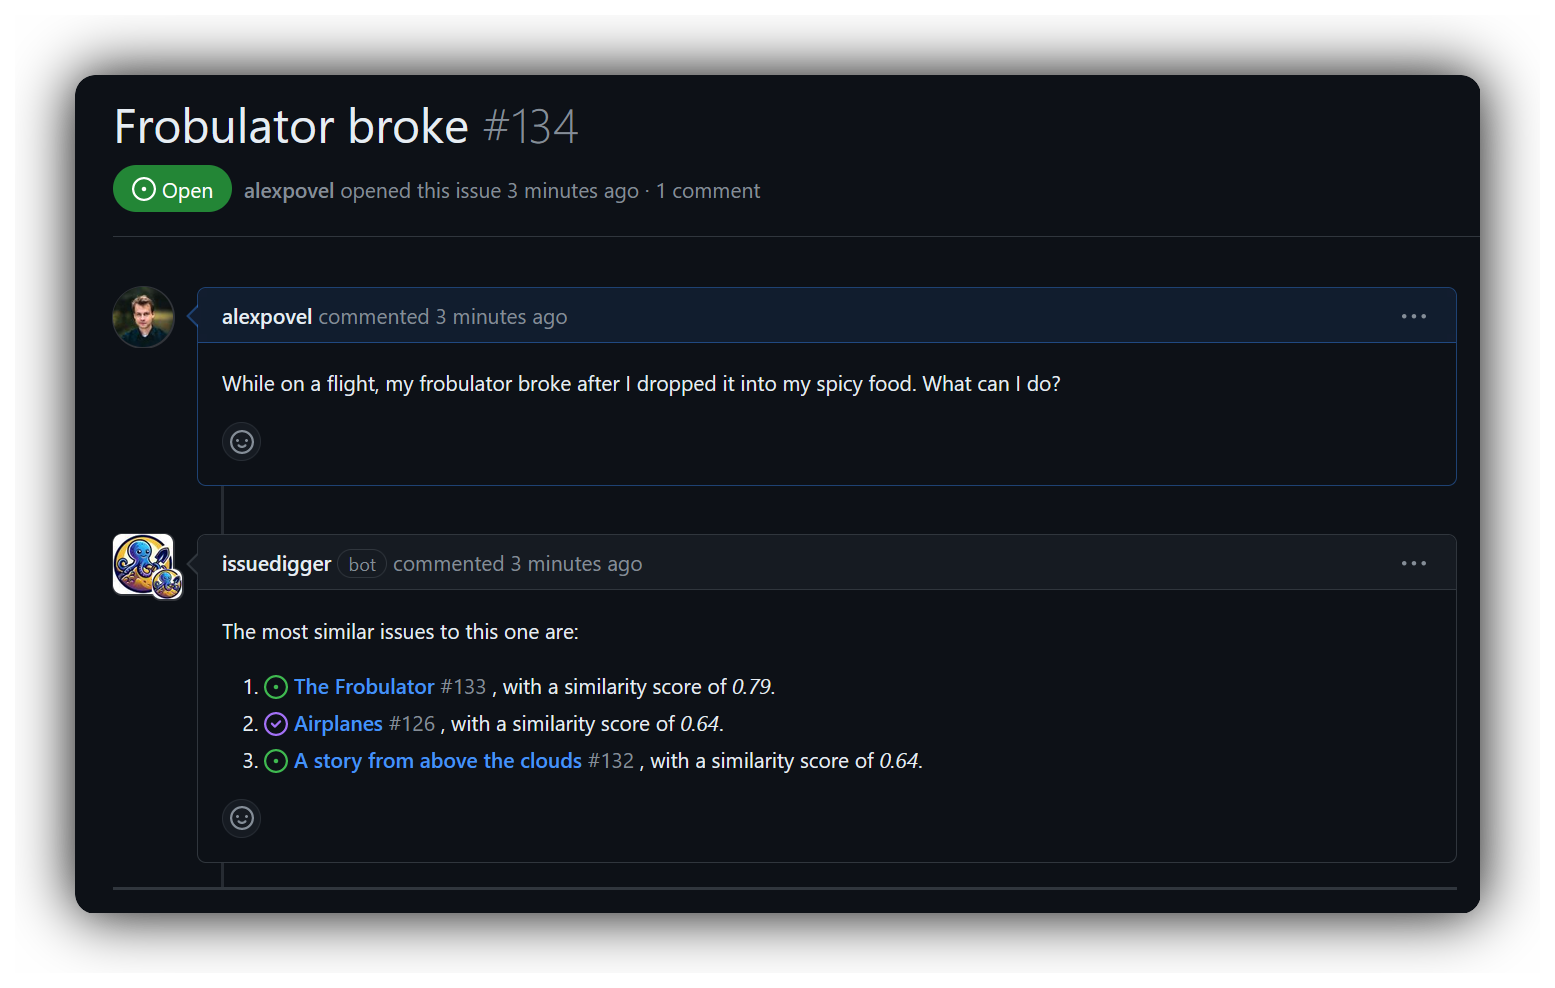 Frobulator broke #134
Open alexpovel opened this issue 3 minutes ago · 1 comment
alexpovel commented 3 minutes ago
While on a flight, my frobulator broke after I dropped it into my spicy food. What can I do?
issuedigger bot commented 3 minutes ago
The most similar issues to this one are:
1. The Frobulator #133 , with a similarity score of 0.79.
2. Airplanes #126 , with a similarity score of 0.64.
3. A story from above the clouds #132 , with a similarity score of 0.64.